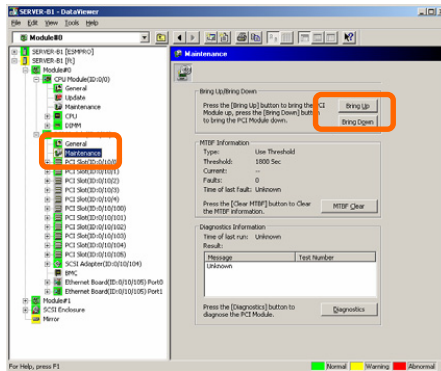 SERVER-B1 - DataViewer
File Edit View Tools Help
Module#0
SERVER-B1 [ESMPRO]
SERVER-B1 [ft]
Module#0
CPU Module(ID:0/0)
General
Update
Maintenance
CPU
DIMM
General
Maintenance
PCI Slot(ID:0/10/0)
PCI Slot(ID:0/10/1)
PCI Slot(ID:0/10/2)
PCI Slot(ID:0/10/3)
PCI Slot(ID:0/10/4)
PCI Slot(ID:0/10/100)
PCI Slot(ID:0/10/101)
PCI Slot(ID:0/10/102)
PCI Slot(ID:0/10/103)
PCI Slot(ID:0/10/104)
PCI Slot(ID:0/10/105)
SCSI Adapter(ID:0/10/104)
BMC
Ethernet Board(ID:0/10/105) Port0
Ethernet Board(ID:0/10/105) Port1
Module#1
SCSI Enclosure
Mirror
Maintenance
Bring Up/Bring Down
Press the [Bring Up] button to bring the PCI
Module up, press the [Bring Down] button
to bring the PCI Module down.
Bring Up
Bring Down
MTBF Information
Type: Use Threshold
Threshold: 1800 Sec
Current: --
Faults: 0
Time of last fault: Unknown
Press the [Clear MTBF] button to Clear
the MTBF information.
MTBF Clear
Diagnostics Information
Time of last run: Unknown
Result:
Message Test Number
Unknown
Press the [Diagnostics] button to
diagnose the PCI Module.
Diagnostics
For Help, press F1
Normal Warning Abnormal